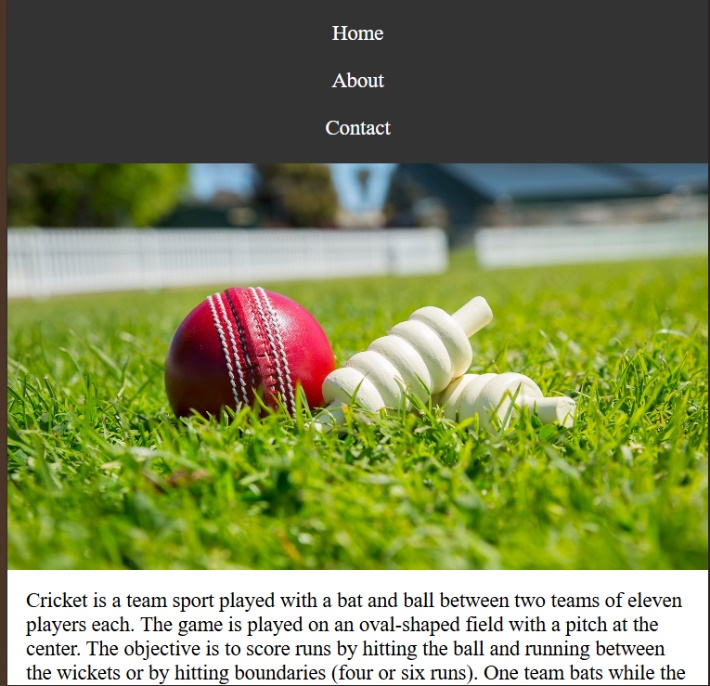 Home
About
Contact
Cricket is a team sport played with a bat and ball between two teams of eleven
players each. The game is played on an oval-shaped field with a pitch at the
center. The objective is to score runs by hitting the ball and running between
the wickets or by hitting boundaries (four or six runs). One team bats while the